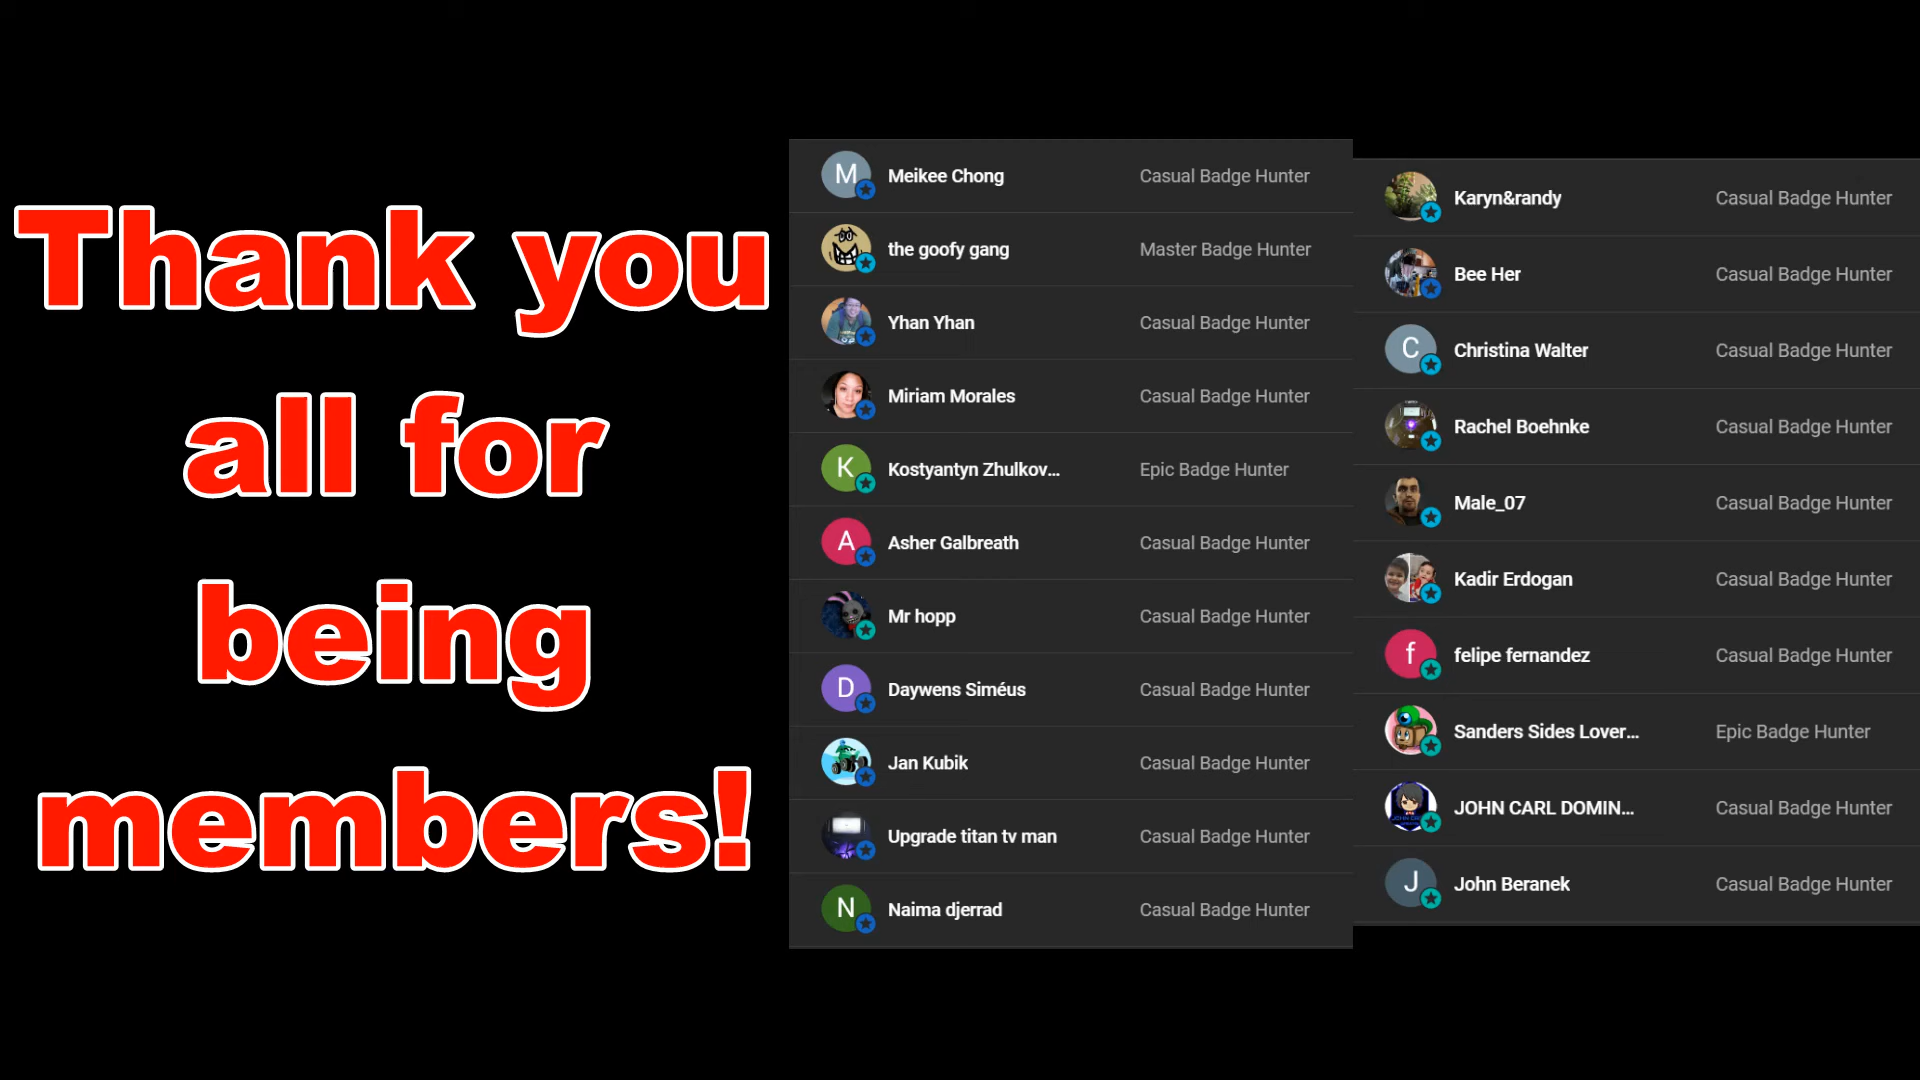 Thank you
all for
being
members!
M Meikee Chong Casual Badge Hunter
the goofy gang Master Badge Hunter
Yhan Yhan Casual Badge Hunter
Miriam Morales Casual Badge Hunter
K Kostyantyn Zhulkov... Epic Badge Hunter
A Asher Galbreath Casual Badge Hunter
Mr hopp Casual Badge Hunter
D Daywens Siméus Casual Badge Hunter
Jan Kubik Casual Badge Hunter
Upgrade titan tv man Casual Badge Hunter
N Naima djerrad Casual Badge Hunter
Karyn&randy Casual Badge Hunter
Bee Her Casual Badge Hunter
C Christina Walter Casual Badge Hunter
Rachel Boehnke Casual Badge Hunter
Male_07 Casual Badge Hunter
Kadir Erdogan Casual Badge Hunter
f felipe fernandez Casual Badge Hunter
Sanders Sides Lover... Epic Badge Hunter
JOHN CARL DOMIN... Casual Badge Hunter
J John Beranek Casual Badge Hunter